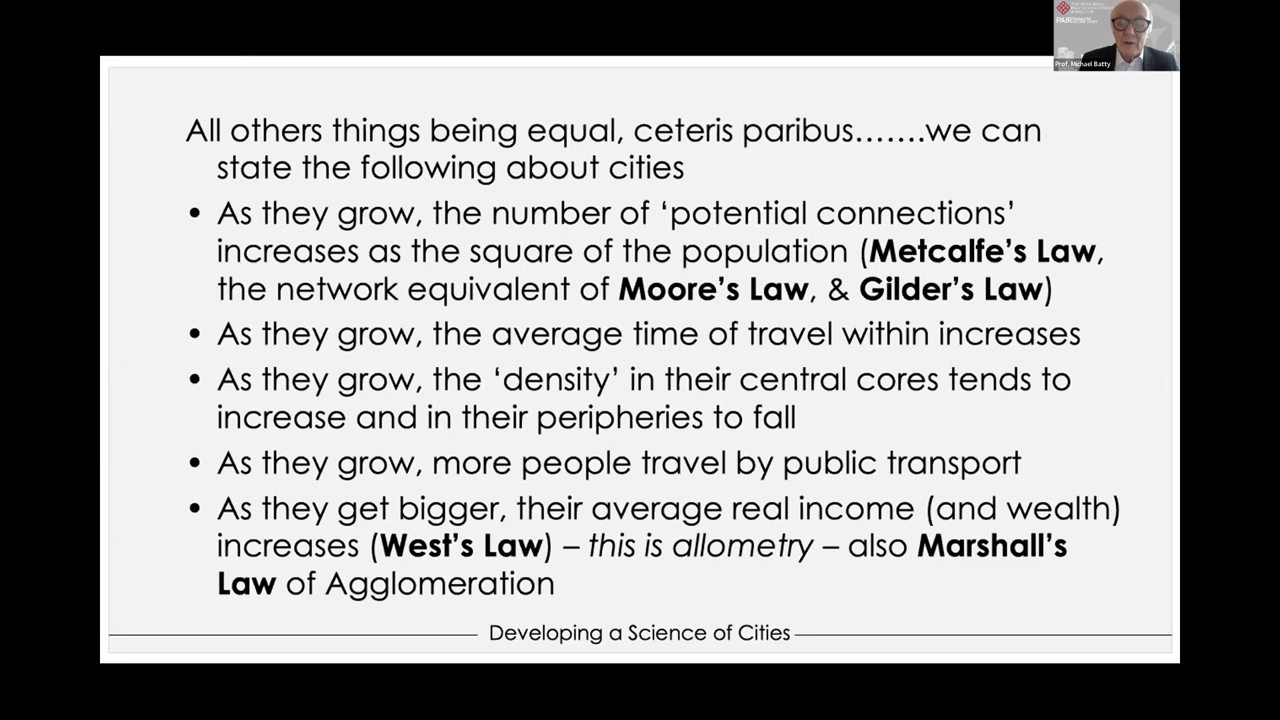 PAIR
Prof. Michael Batty
All others things being equal, ceteris paribus…….we can
state the following about cities
• As they grow, the number of ‘potential connections’
increases as the square of the population (Metcalfe’s Law,
the network equivalent of Moore’s Law, & Gilder’s Law)
• As they grow, the average time of travel within increases
• As they grow, the ‘density’ in their central cores tends to
increase and in their peripheries to fall
• As they grow, more people travel by public transport
• As they get bigger, their average real income (and wealth)
increases (West’s Law) – this is allometry – also Marshall’s
Law of Agglomeration
Developing a Science of Cities